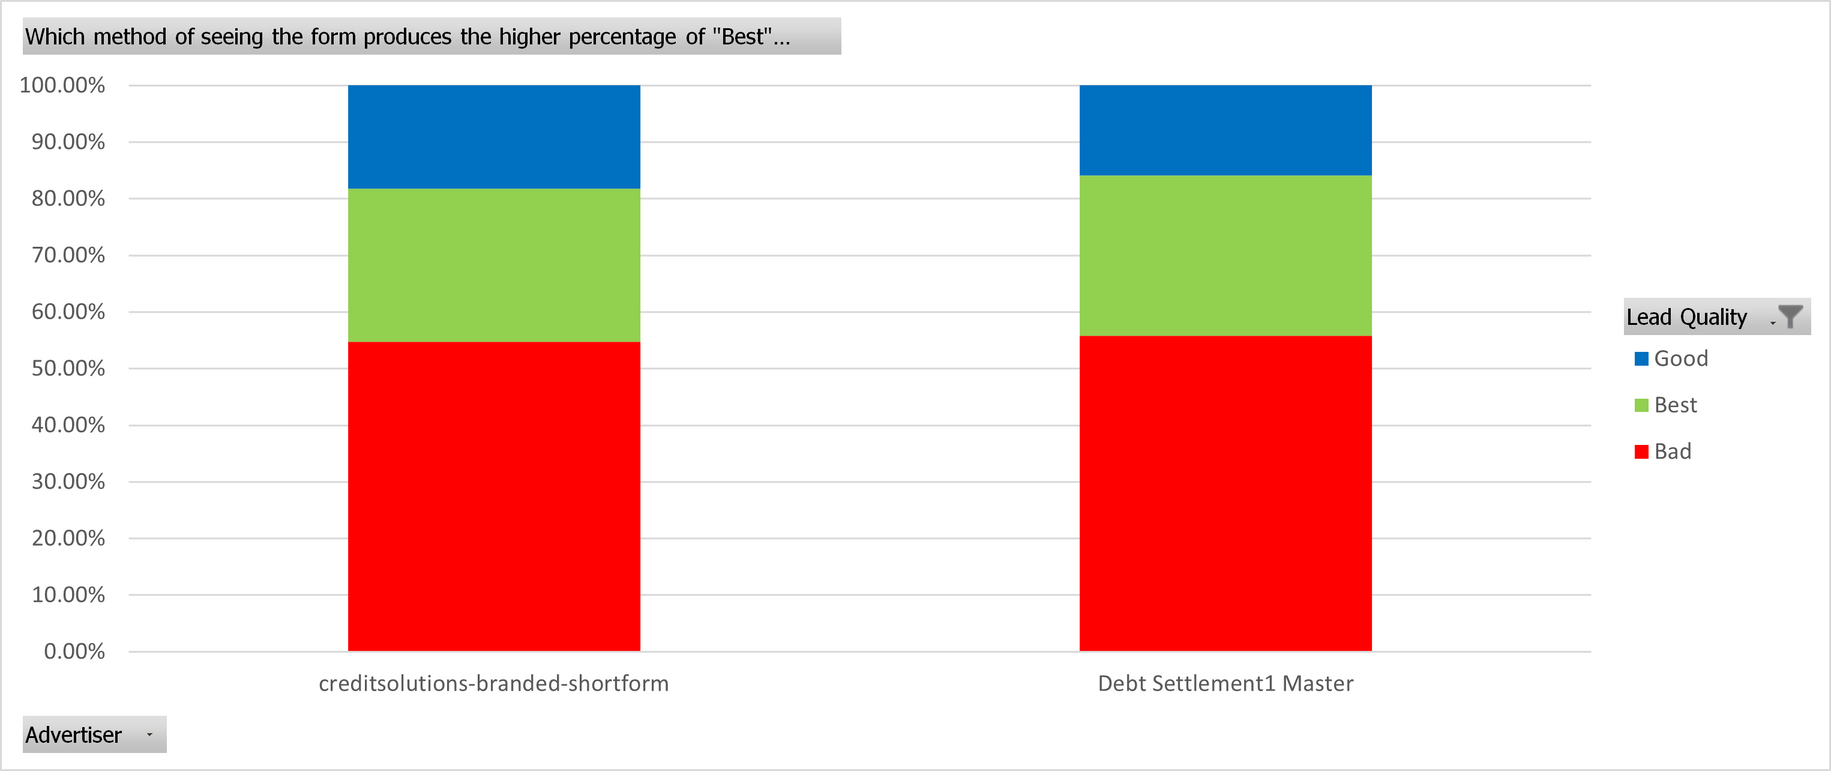 Which method of seeing the form produces the higher percentage of "Best"...
100.00%
90.00%
80.00%
70.00%
60.00%
50.00%
40.00%
30.00%
20.00%
10.00%
0.00%
creditsolutions-branded-shortform
Debt Settlement1 Master
Lead Quality
Good
Best
Bad
Advertiser